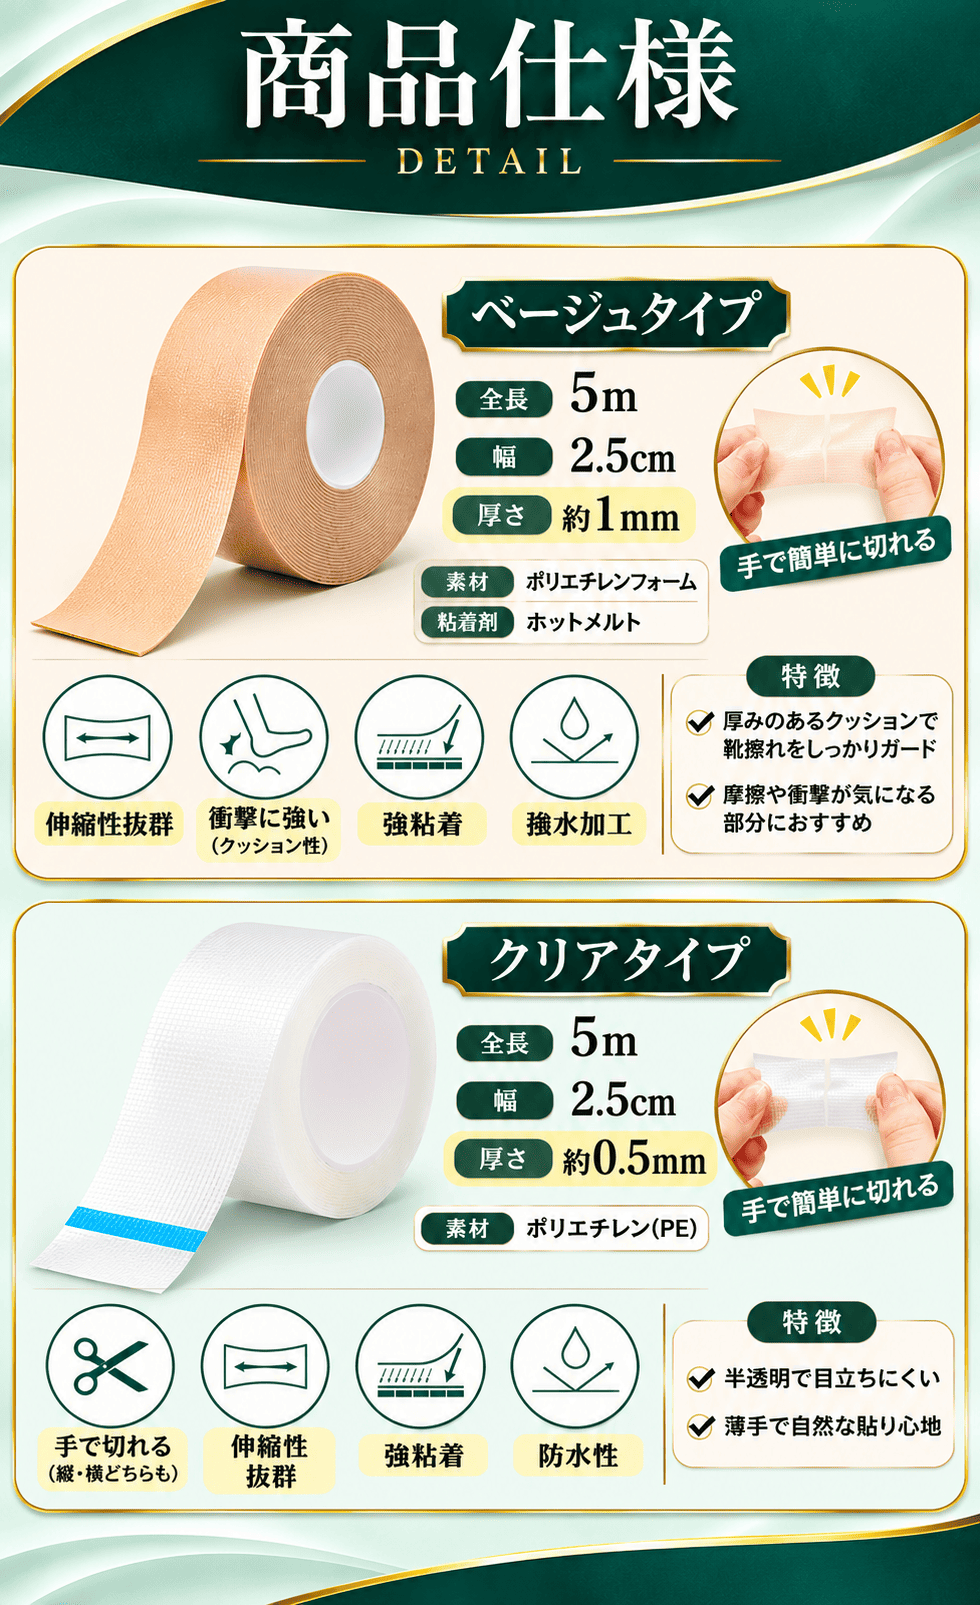 商品仕様
DETAIL
ベージュタイプ
全長 5m
幅 2.5cm
厚さ 約1mm
手で簡単に切れる
素材 ポリエチレンフォーム
粘着剤 ホットメルト
伸縮性抜群
衝撃に強い
(クッション性)
強粘着
撥水加工
特徴
厚みのあるクッションで
靴擦れをしっかりガード
摩擦や衝撃が気になる
部分におすすめ
クリアタイプ
全長 5m
幅 2.5cm
厚さ 約0.5mm
手で簡単に切れる
素材 ポリエチレン(PE)
手で切れる
(縦・横どちらも)
伸縮性
抜群
強粘着
防水性
特徴
半透明で目立ちにくい
薄手で自然な貼り心地